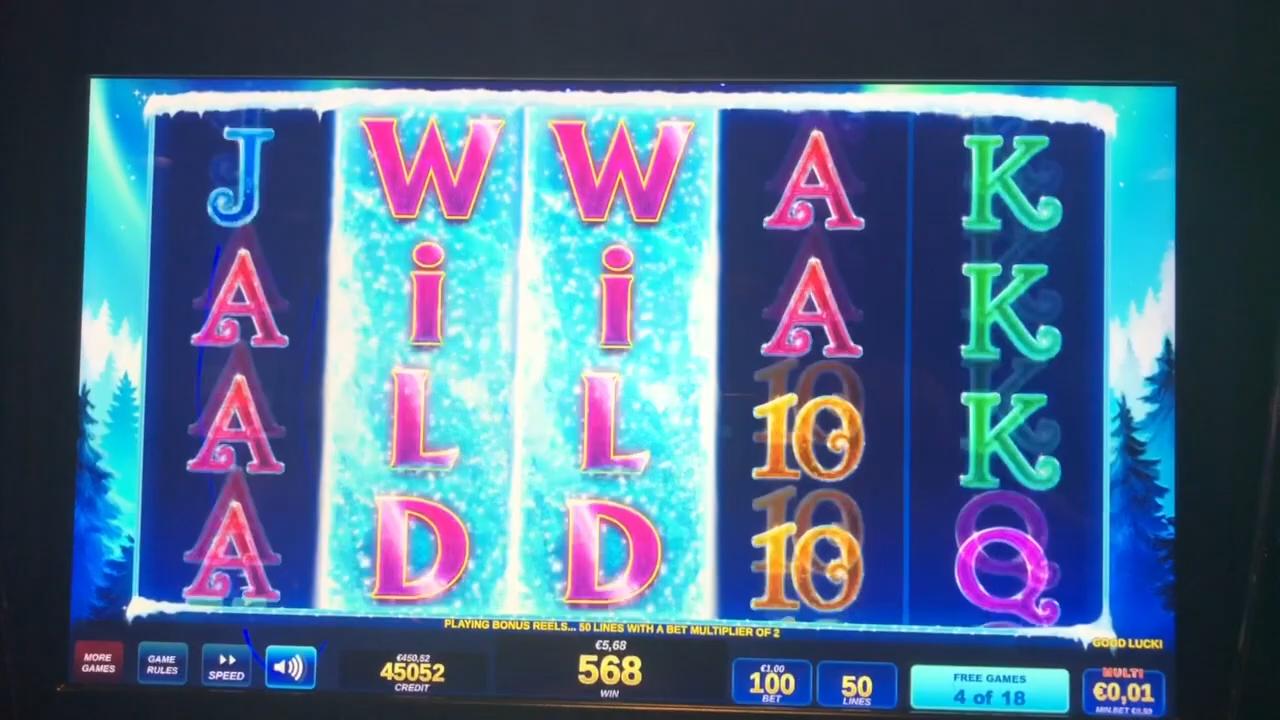 J W W A K
A i i A K
A L L 10 K
A D D 10 Q
PLAYING BONUS REELS... 50 LINES WITH A BET MULTIPLIER OF 2
GOOD LUCK!
MORE GAMES
GAME RULES
SPEED
€450,52
45052
CREDIT
€5,68
568
WIN
€1,00
100
BET
50
LINES
FREE GAMES
4 of 18
MULTI
€0,01